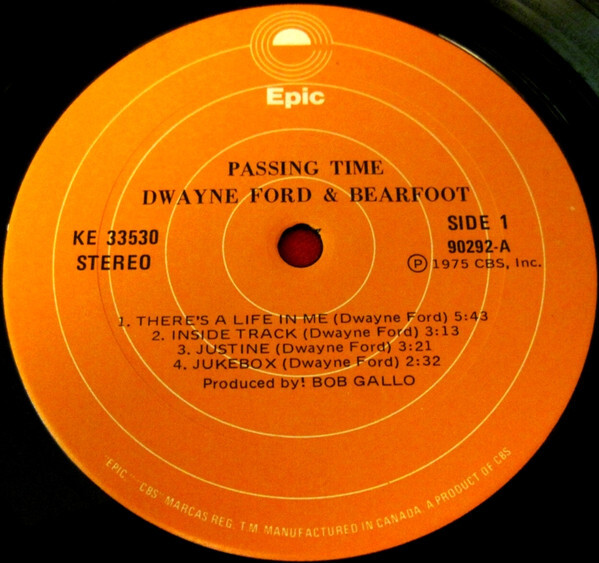 Epic
PASSING TIME
DWAYNE FORD & BEARFOOT
KE 33530
STEREO
SIDE 1
90292-A
Ⓟ 1975 CBS, Inc.
1. THERE'S A LIFE IN ME (Dwayne Ford) 5:43
2. INSIDE TRACK (Dwayne Ford) 3:13
3. JUSTINE (Dwayne Ford) 3:21
4. JUKEBOX (Dwayne Ford) 2:32
Produced by: BOB GALLO
"EPIC — CBS" MARCAS REG. T.M. MANUFACTURED IN CANADA. A PRODUCT OF CBS